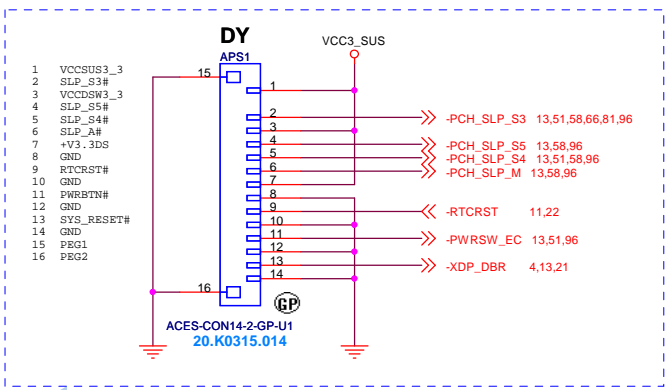 DY
APS1
VCC3_SUS
1 VCCSUS3_3
2 SLP_S3#
3 VCCDSW3_3
4 SLP_S5#
5 SLP_S4#
6 SLP_A#
7 +V3.3DS
8 GND
9 RTCRST#
10 GND
11 PWRBTN#
12 GND
13 SYS_RESET#
14 GND
15 PEG1
16 PEG2
15
1
2 -PCH_SLP_S3 13,51,58,66,81,96
3
4 -PCH_SLP_S5 13,58,96
5 -PCH_SLP_S4 13,51,58,96
6 -PCH_SLP_M 13,58,96
7
8
9 -RTCRST 11,22
10
11 -PWRSW_EC 13,51,96
12
13 -XDP_DBR 4,13,21
14
16
GP
ACES-CON14-2-GP-U1
20.K0315.014